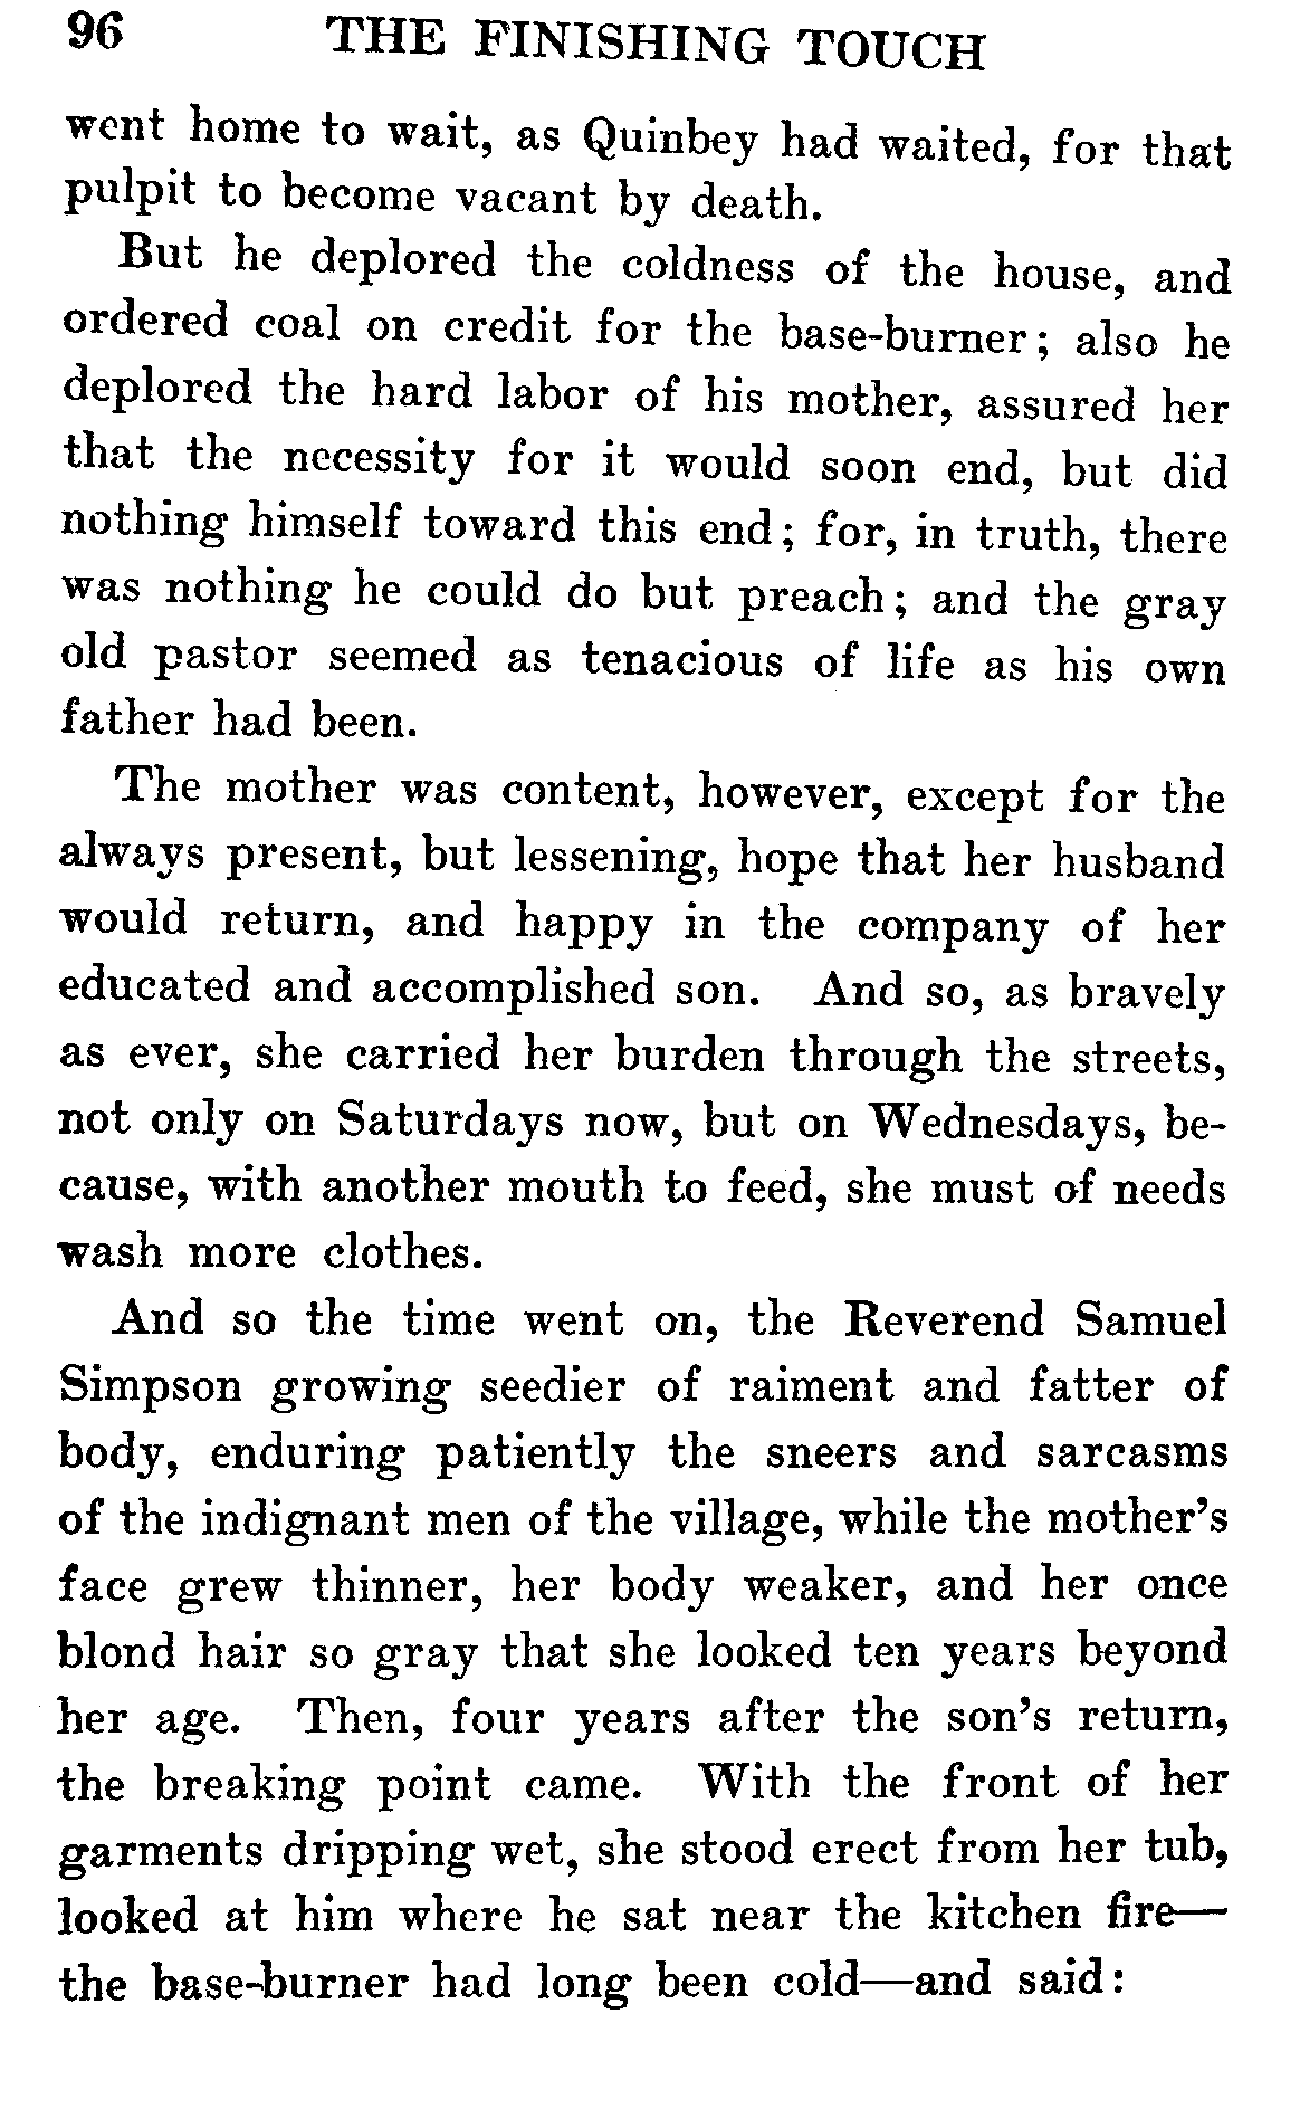 96 THE FINISHING TOUCH
went home to wait, as Quinbey had waited, for that
pulpit to become vacant by death.
But he deplored the coldness of the house, and
ordered coal on credit for the base-burner; also he
deplored the hard labor of his mother, assured her
that the necessity for it would soon end, but did
nothing himself toward this end; for, in truth, there
was nothing he could do but preach; and the gray
old pastor seemed as tenacious of life as his own
father had been.
The mother was content, however, except for the
always present, but lessening, hope that her husband
would return, and happy in the company of her
educated and accomplished son. And so, as bravely
as ever, she carried her burden through the streets,
not only on Saturdays now, but on Wednesdays, be-
cause, with another mouth to feed, she must of needs
wash more clothes.
And so the time went on, the Reverend Samuel
Simpson growing seedier of raiment and fatter of
body, enduring patiently the sneers and sarcasms
of the indignant men of the village, while the mother's
face grew thinner, her body weaker, and her once
blond hair so gray that she looked ten years beyond
her age. Then, four years after the son's return,
the breaking point came. With the front of her
garments dripping wet, she stood erect from her tub,
looked at him where he sat near the kitchen fire—
the base-burner had long been cold—and said: